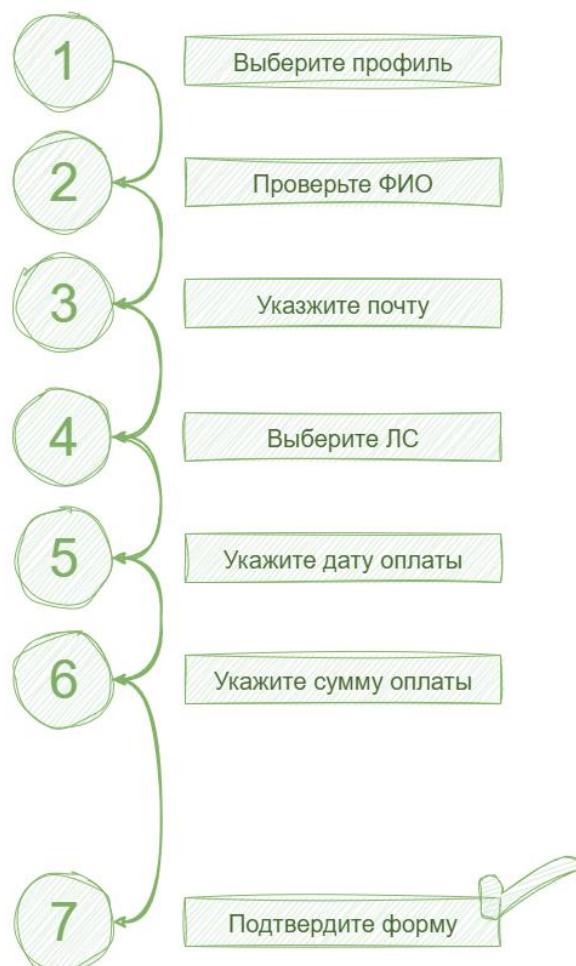 1
Выберите профиль
2
Проверьте ФИО
3
Указжите почту
4
Выберите ЛС
5
Укажите дату оплаты
6
Укажите сумму оплаты
7
Подтвердите форму